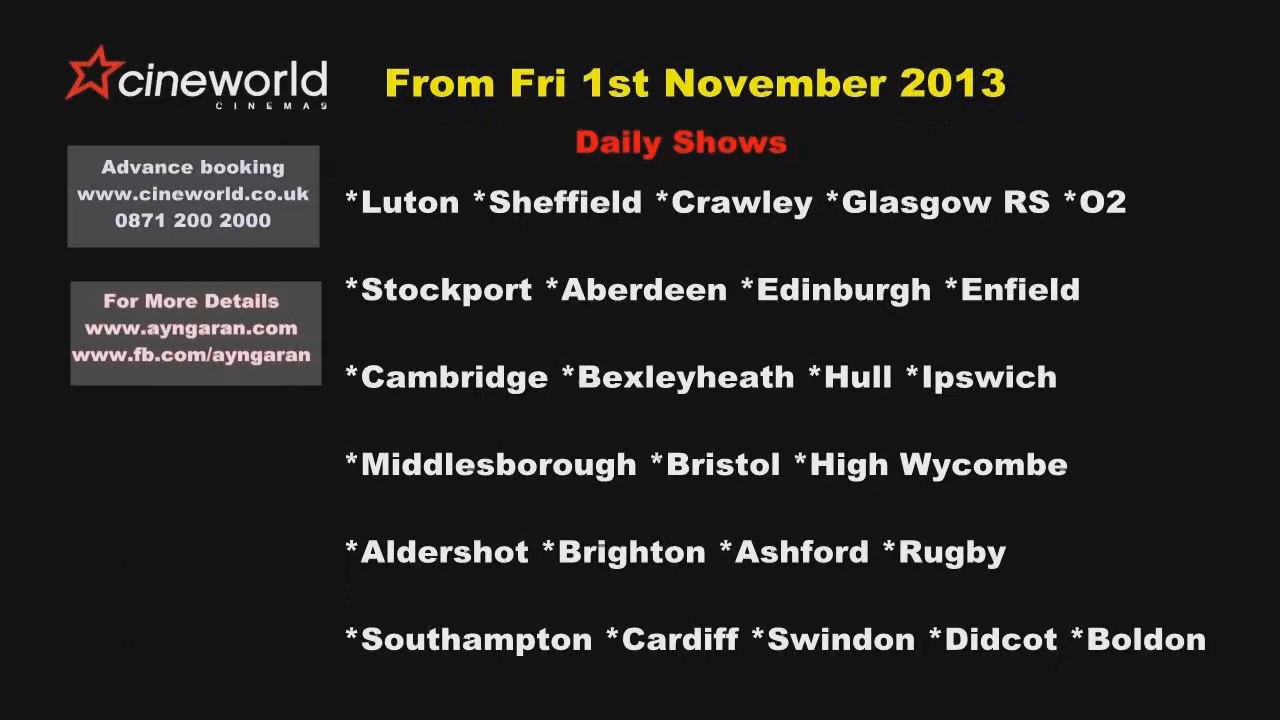 cineworld
CINEMAS
From Fri 1st November 2013
Daily Shows
Advance booking
www.cineworld.co.uk
0871 200 2000
For More Details
www.ayngaran.com
www.fb.com/ayngaran
*Luton *Sheffield *Crawley *Glasgow RS *O2
*Stockport *Aberdeen *Edinburgh *Enfield
*Cambridge *Bexleyheath *Hull *Ipswich
*Middlesborough *Bristol *High Wycombe
*Aldershot *Brighton *Ashford *Rugby
*Southampton *Cardiff *Swindon *Didcot *Boldon